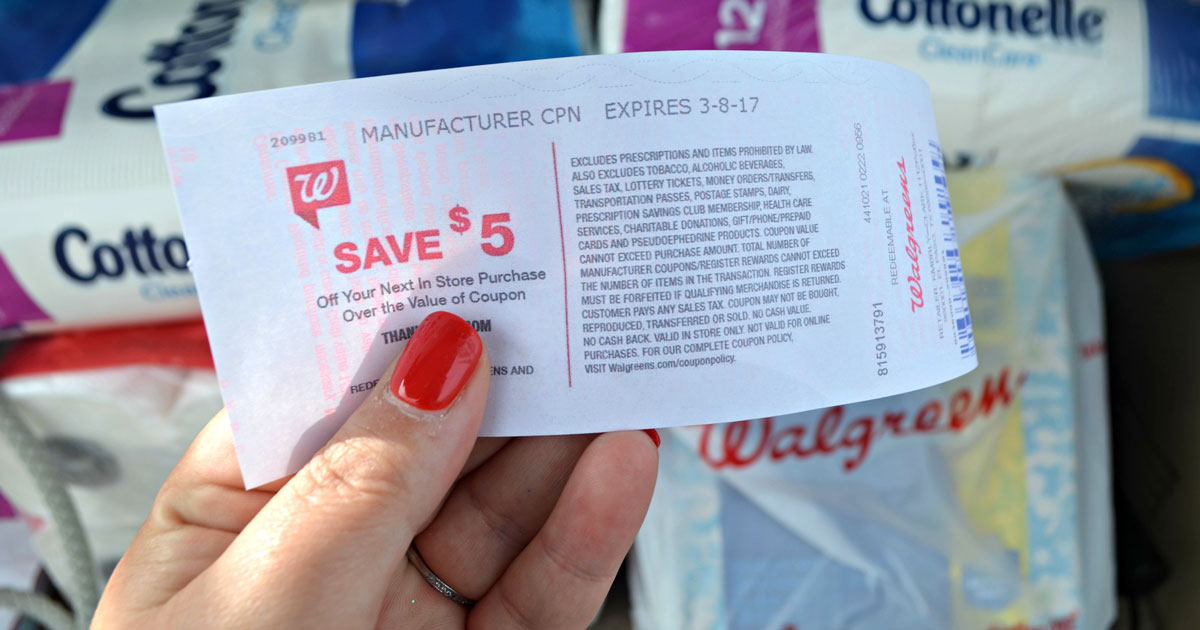 Cottonelle
CleanCare
12
209981 MANUFACTURER CPN EXPIRES 3-8-17
W
SAVE $5
Off Your Next In Store Purchase
Over the Value of Coupon
EXCLUDES PRESCRIPTIONS AND ITEMS PROHIBITED BY LAW.
ALSO EXCLUDES TOBACCO, ALCOHOLIC BEVERAGES,
SALES TAX, LOTTERY TICKETS, MONEY ORDERS/TRANSFERS,
TRANSPORTATION PASSES, POSTAGE STAMPS, DAIRY,
PRESCRIPTION SAVINGS CLUB MEMBERSHIP, HEALTH CARE
SERVICES, CHARITABLE DONATIONS, GIFT/PHONE/PREPAID
CARDS AND PSEUDOEPHEDRINE PRODUCTS. COUPON VALUE
CANNOT EXCEED PURCHASE AMOUNT. TOTAL NUMBER OF
MANUFACTURER COUPONS/REGISTER REWARDS CANNOT EXCEED
THE NUMBER OF ITEMS IN THE TRANSACTION. REGISTER REWARDS
MUST BE FORFEITED IF QUALIFYING MERCHANDISE IS RETURNED.
CUSTOMER PAYS ANY SALES TAX. COUPON MAY NOT BE BOUGHT,
REPRODUCED, TRANSFERRED OR SOLD. NO CASH VALUE.
NO CASH BACK. VALID IN STORE ONLY. NOT VALID FOR ONLINE
PURCHASES. FOR OUR COMPLETE COUPON POLICY,
VISIT Walgreens.com/couponpolicy.
815913791 441021 0222 0856
REDEEMABLE AT
Walgreens
Cotto
Walgreens